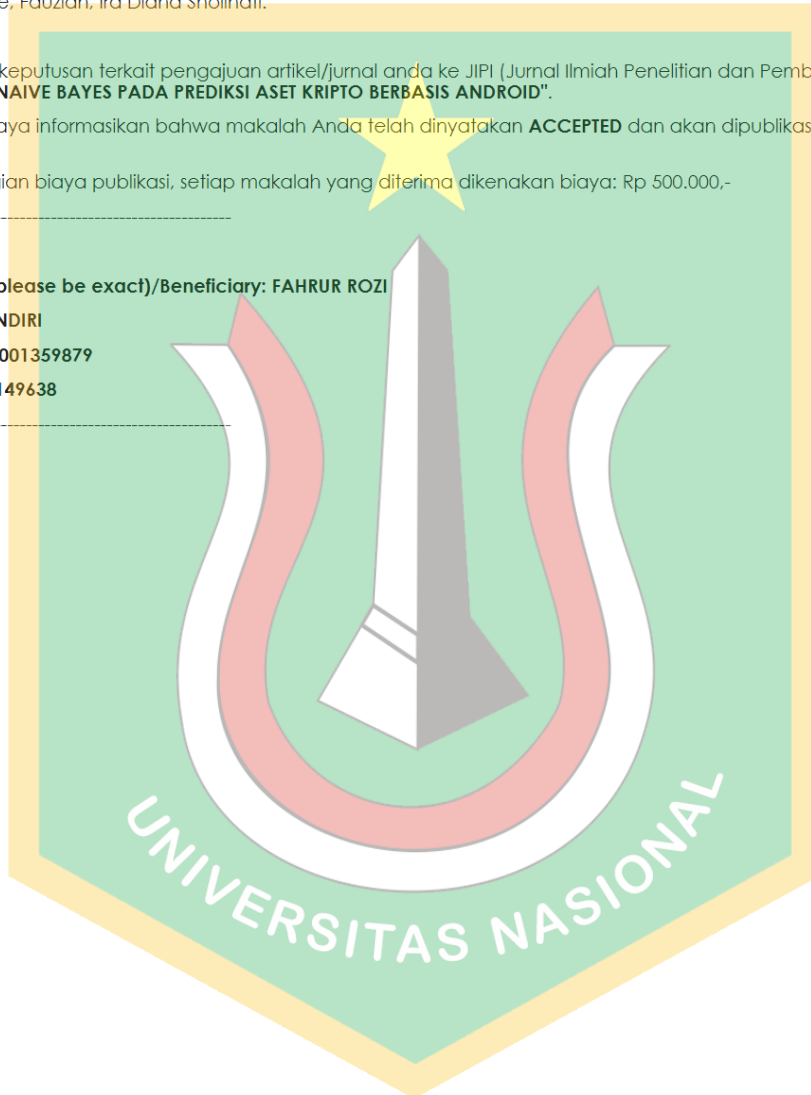 Fauzian, Ira Diana Sholihati.
keputusan terkait pengajuan artikel/jurnal anda ke JIPI (Jurnal Ilmiah Penelitian dan Pemb
NAIVE BAYES PADA PREDIKSI ASET KRIPTO BERBASIS ANDROID".
aya informasikan bahwa makalah Anda telah dinyatakan ACCEPTED dan akan dipublikas
gian biaya publikasi, setiap makalah yang diterima dikenakan biaya: Rp 500.000,-
------------------------------------
please be exact)/Beneficiary: FAHRUR ROZI
NDIRI
001359879
149638
------------------------------------
UNIVERSITAS NASIONAL